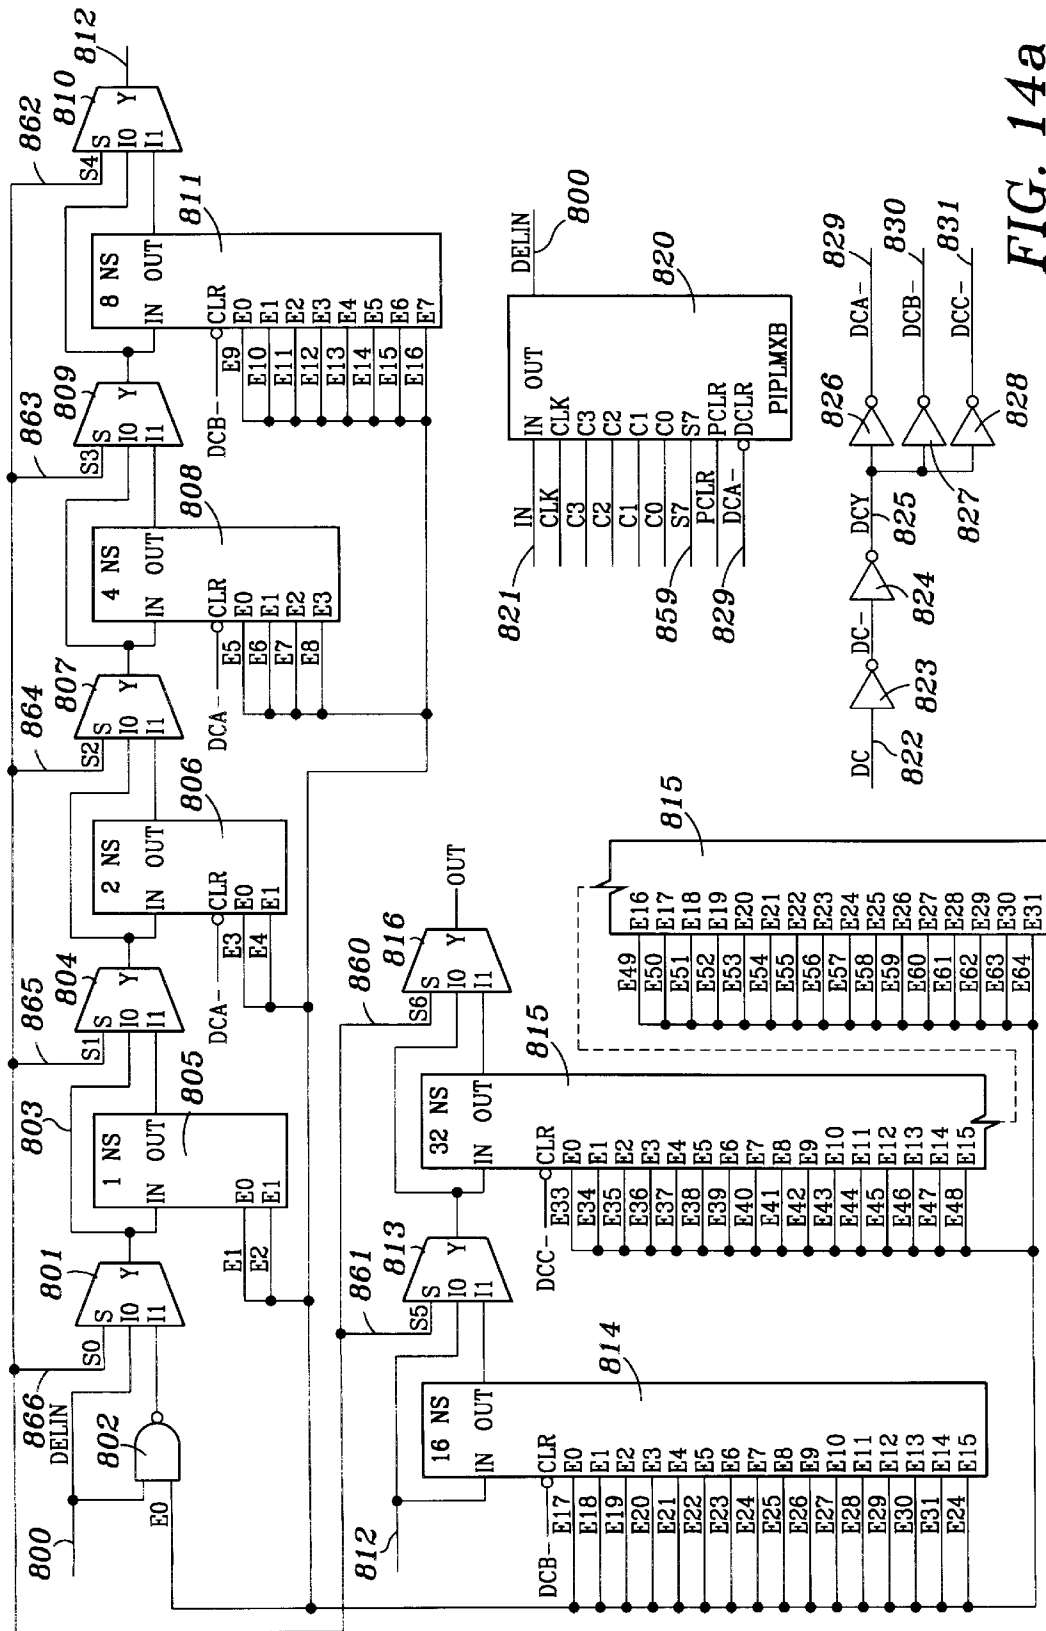 800
DELIN
866
S0
E0
802
S
I0
I1
Y
801
803
1 NS
IN OUT
E0
E1
E1
E2
805
865
S1
S
I0
I1
Y
804
2 NS
IN OUT
DCA-
CLR
E3
E0
E4
E1
806
864
S2
S
I0
I1
Y
807
4 NS
IN OUT
DCA-
CLR
E5
E0
E6
E1
E7
E2
E8
E3
808
863
S3
S
I0
I1
Y
809
8 NS
IN OUT
DCB-
CLR
E9
E0
E10
E1
E11
E2
E12
E3
E13
E4
E14
E5
E15
E6
E16
E7
811
862
S4
S
I0
I1
Y
810
812
812
16 NS
IN OUT
DCB-
CLR
E17
E0
E18
E1
E19
E2
E20
E3
E21
E4
E22
E5
E23
E6
E24
E7
E25
E8
E26
E9
E27
E10
E28
E11
E29
E12
E30
E13
E31
E14
E24
E15
814
861
S5
S
I0
I1
Y
813
32 NS
IN OUT
DCC-
CLR
E33
E0
E34
E1
E35
E2
E36
E3
E37
E4
E38
E5
E39
E6
E40
E7
E41
E8
E42
E9
E43
E10
E44
E11
E45
E12
E46
E13
E47
E14
E48
E15
815
860
S6
S
I0
I1
Y
816
OUT
E49
E16
E50
E17
E51
E18
E52
E19
E53
E20
E54
E21
E55
E22
E56
E23
E57
E24
E58
E25
E59
E26
E60
E27
E61
E28
E62
E29
E63
E30
E64
E31
815
821
IN
CLK
C3
C2
C1
C0
S7
859
PCLR
DCA-
829
IN OUT
CLK
C3
C2
C1
C0
S7
PCLR
DCLR
PIPLMXB
820
DELIN
800
DC
822
823
DC-
824
DCY
825
826
827
828
DCA-
829
DCB-
830
DCC-
831
FIG. 14a